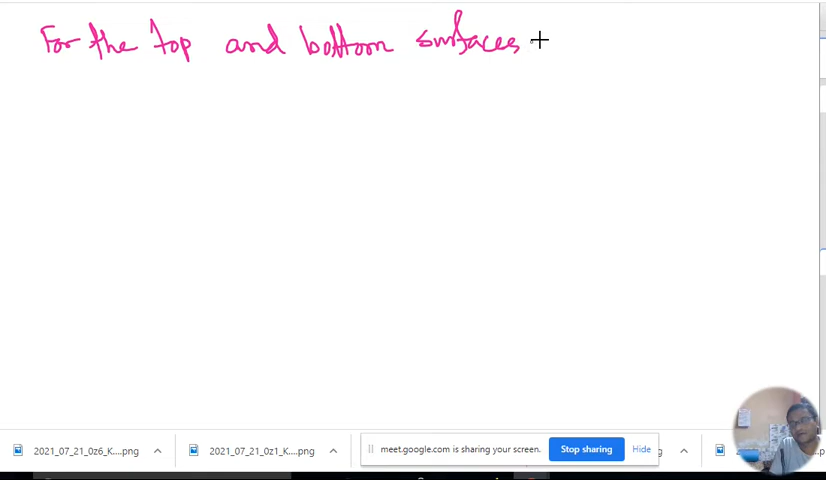 For the top and bottom surfaces
2021_07_21_0z6_K....png
2021_07_21_0z1_K....png
meet.google.com is sharing your screen.
Stop sharing
Hide